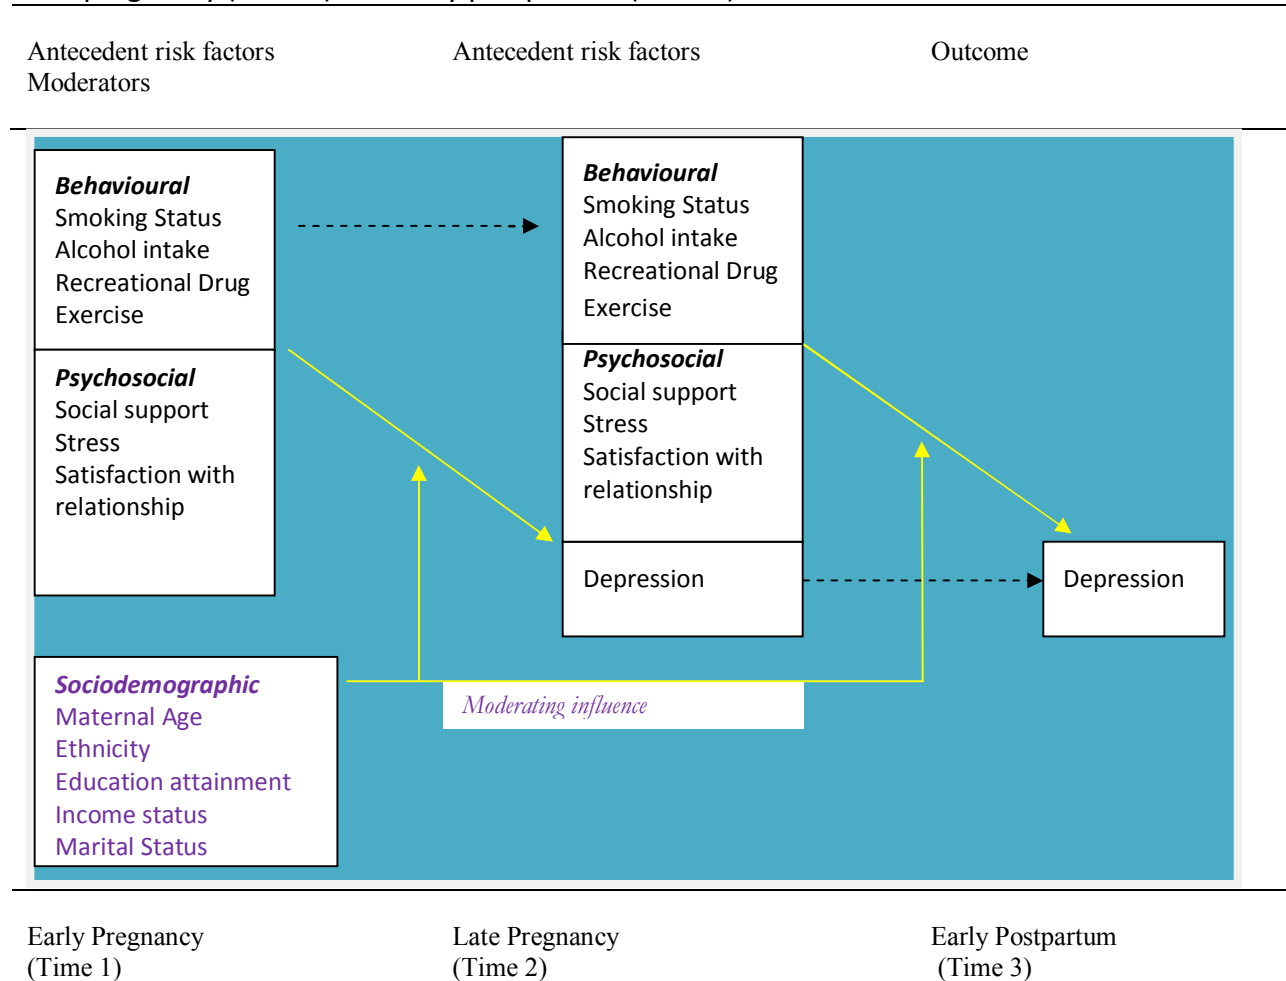 Antecedent risk factors
Moderators
Antecedent risk factors
Outcome
Behavioural
Smoking Status
Alcohol intake
Recreational Drug
Exercise
Psychosocial
Social support
Stress
Satisfaction with
relationship
Sociodemographic
Maternal Age
Ethnicity
Education attainment
Income status
Marital Status
Behavioural
Smoking Status
Alcohol intake
Recreational Drug
Exercise
Psychosocial
Social support
Stress
Satisfaction with
relationship
Depression
Moderating influence
Depression
Early Pregnancy
(Time 1)
Late Pregnancy
(Time 2)
Early Postpartum
(Time 3)